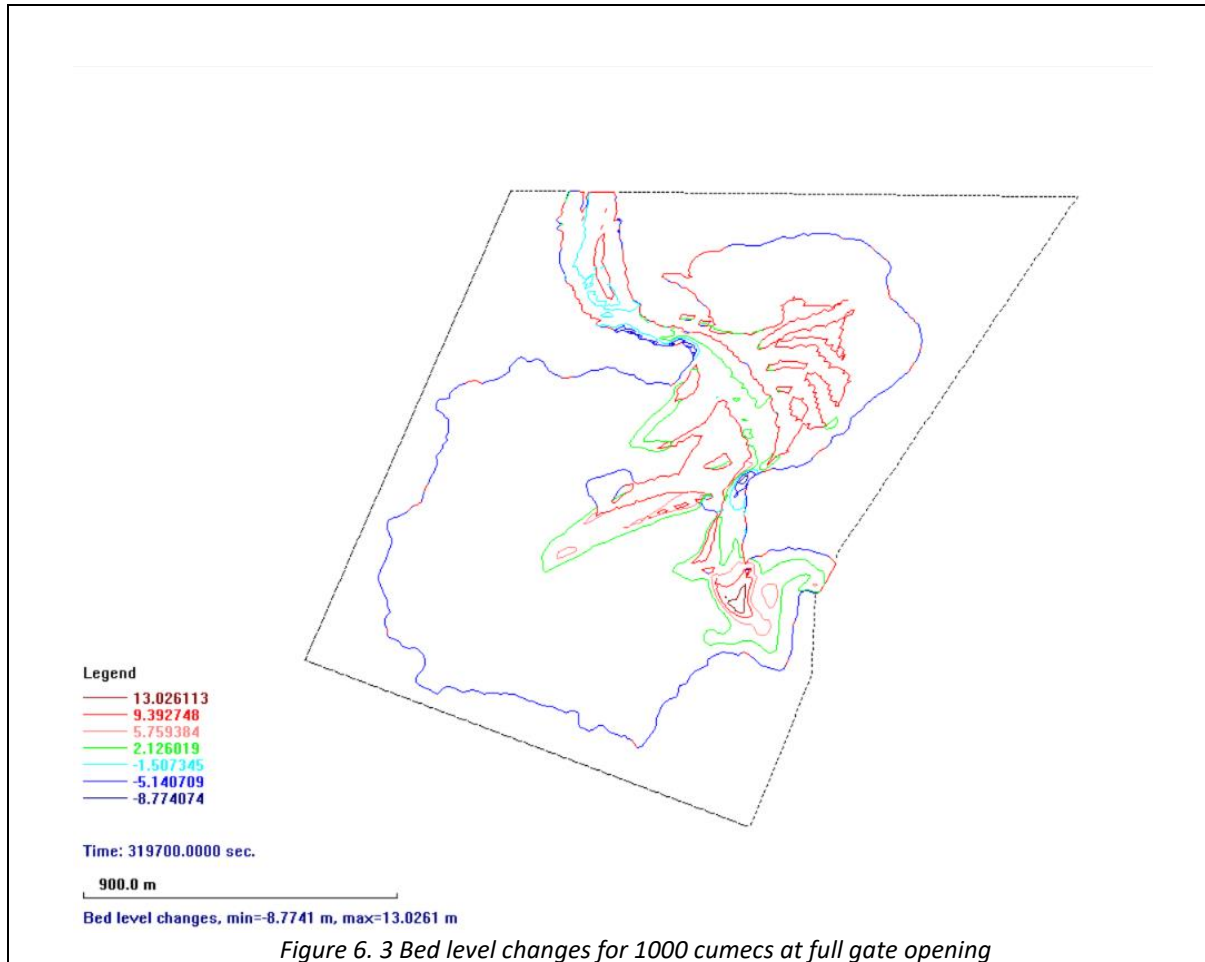 Legend
13.026113
9.392748
5.759384
2.126019
-1.507345
-5.140709
-8.774074
Time: 319700.0000 sec.
900.0 m
Bed level changes, min=-8.7741 m, max=13.0261 m
Figure 6. 3 Bed level changes for 1000 cumecs at full gate opening